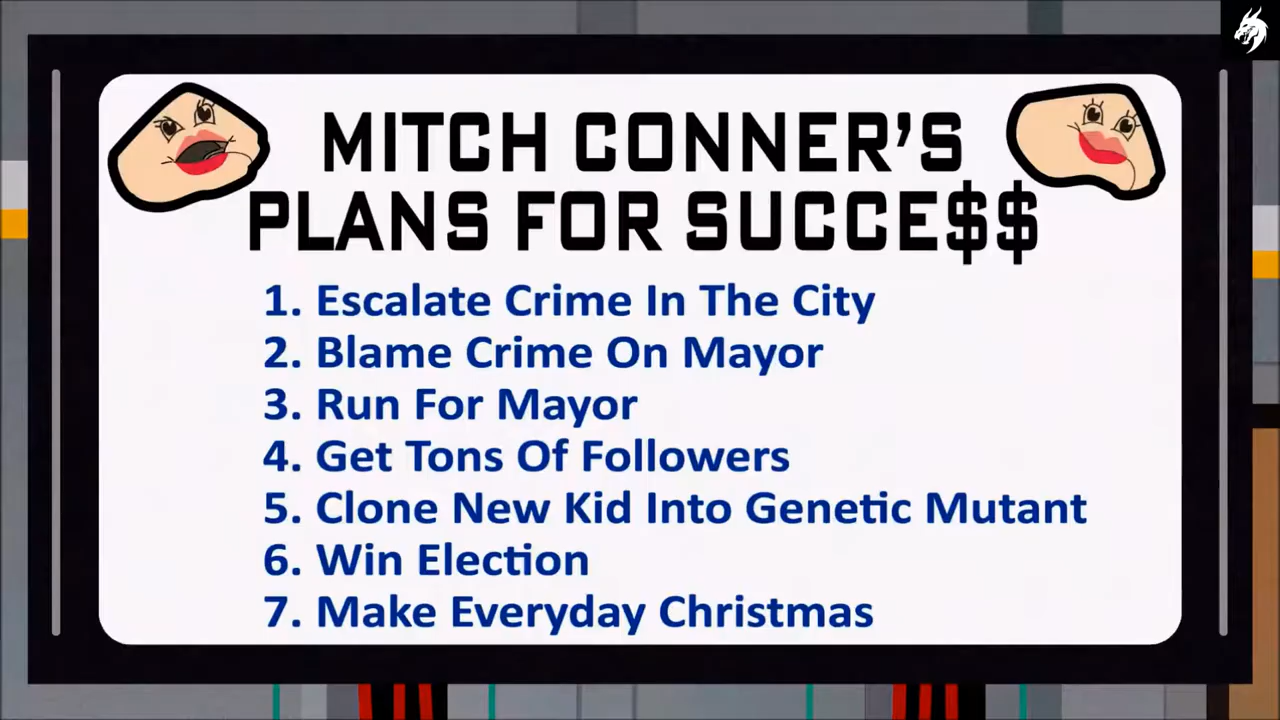 MITCH CONNER'S
PLANS FOR SUCCE$$
1. Escalate Crime In The City
2. Blame Crime On Mayor
3. Run For Mayor
4. Get Tons Of Followers
5. Clone New Kid Into Genetic Mutant
6. Win Election
7. Make Everyday Christmas